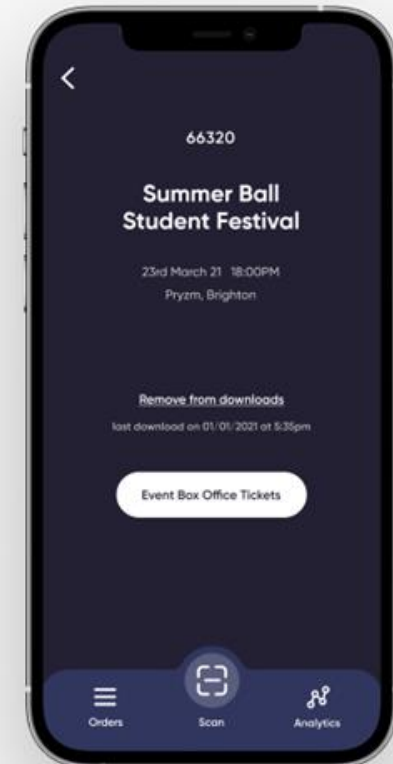 66320
Summer Ball
Student Festival
23rd March 21 18:00PM
Pryzm, Brighton
Remove from downloads
last download on 01/01/2021 at 5:35pm
Event Box Office Tickets
Orders
Scan
Analytics